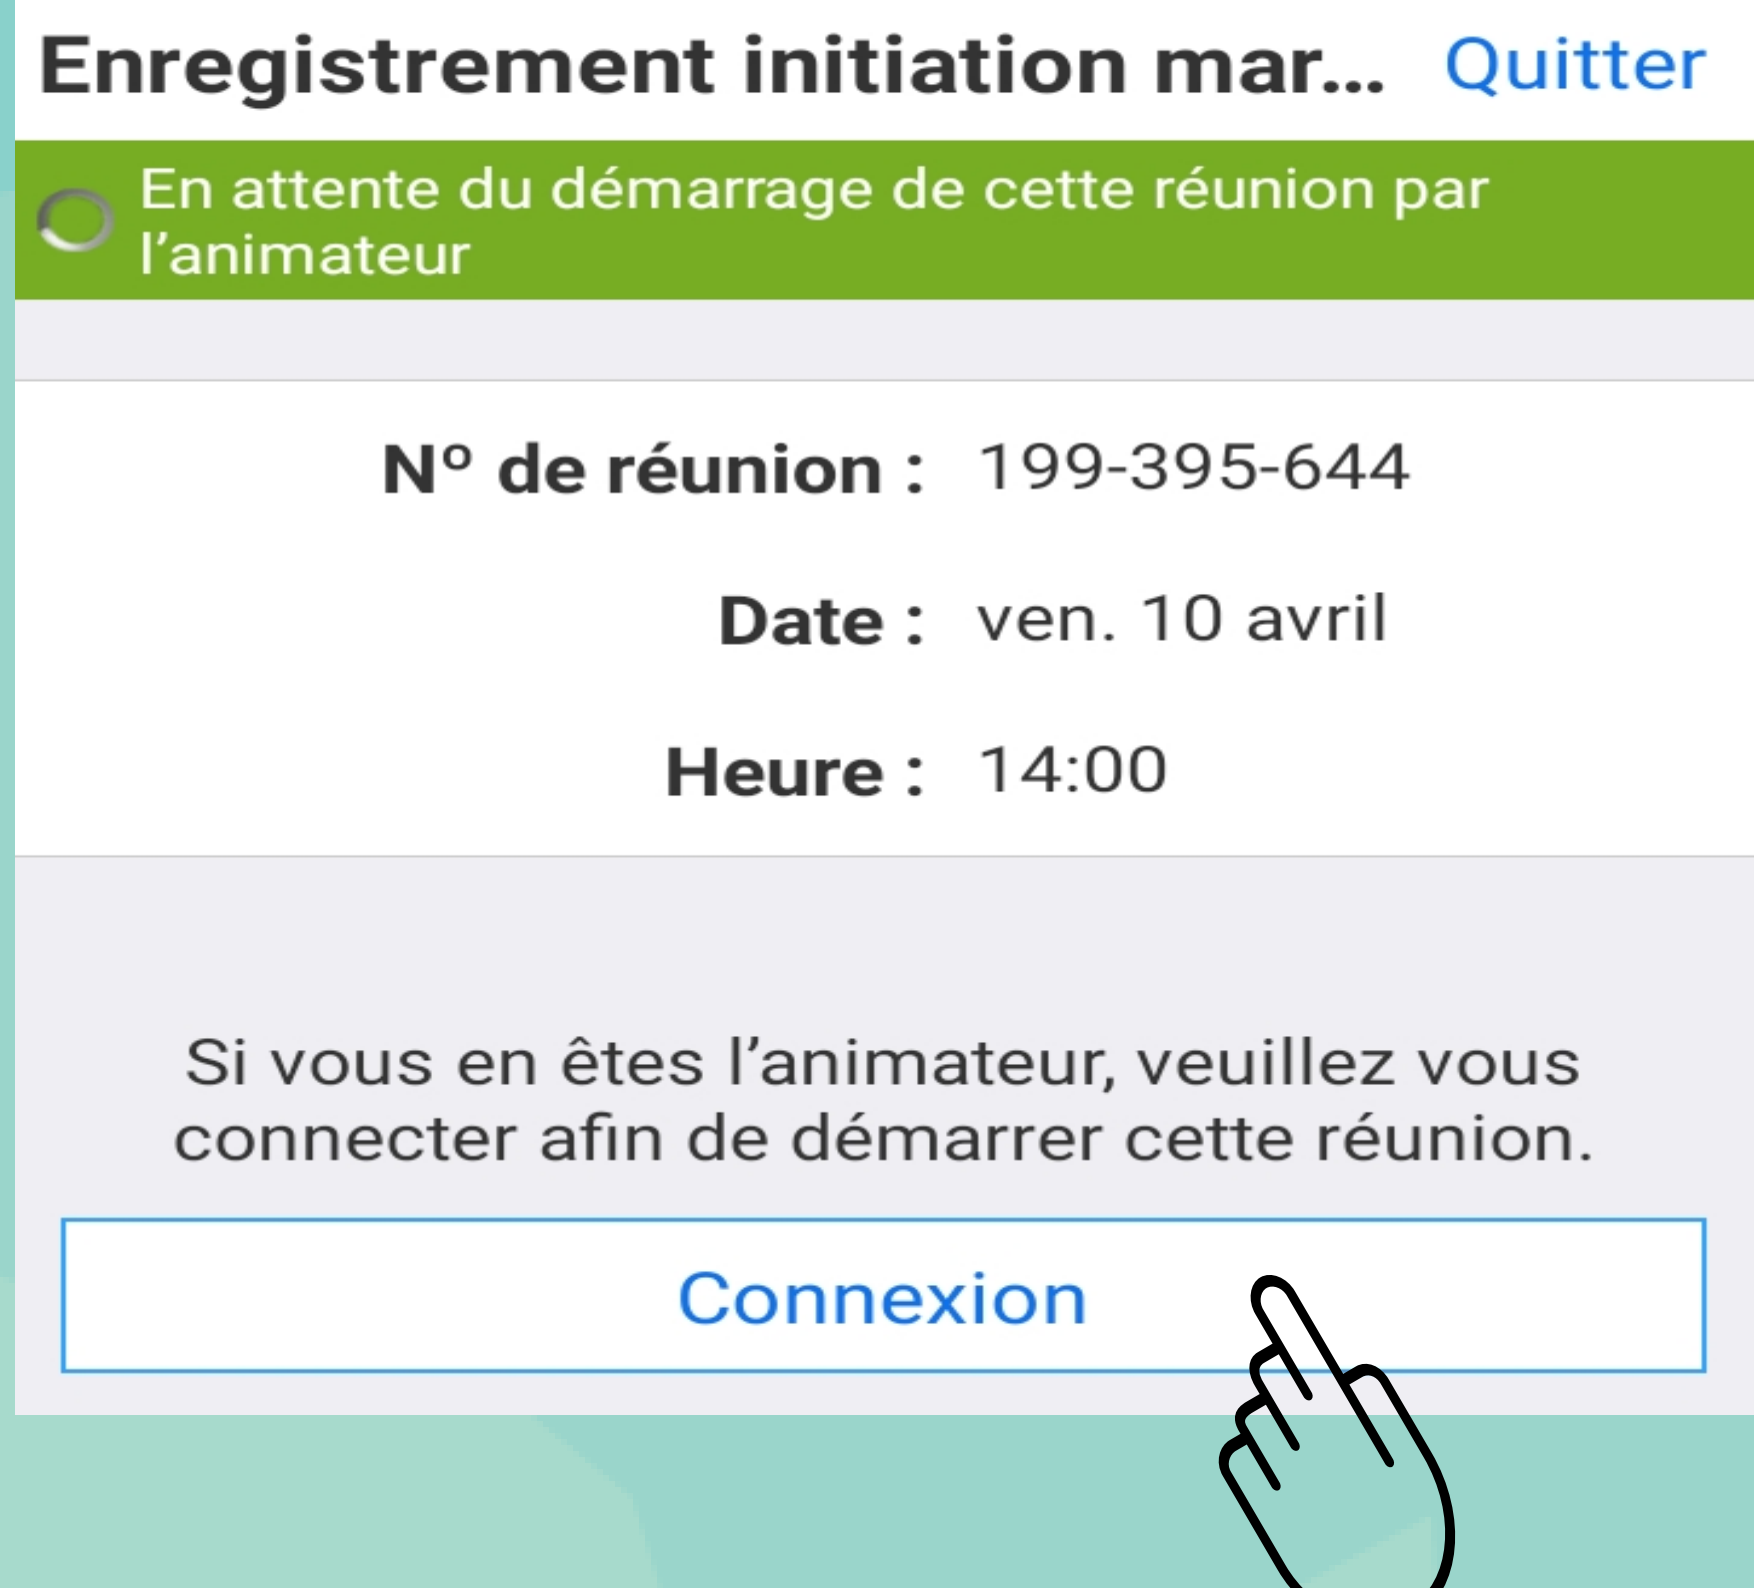 Enregistrement initiation mar... Quitter
En attente du démarrage de cette réunion par
l’animateur
Nº de réunion : 199-395-644
Date : ven. 10 avril
Heure : 14:00
Si vous en êtes l’animateur, veuillez vous
connecter afin de démarrer cette réunion.
Connexion